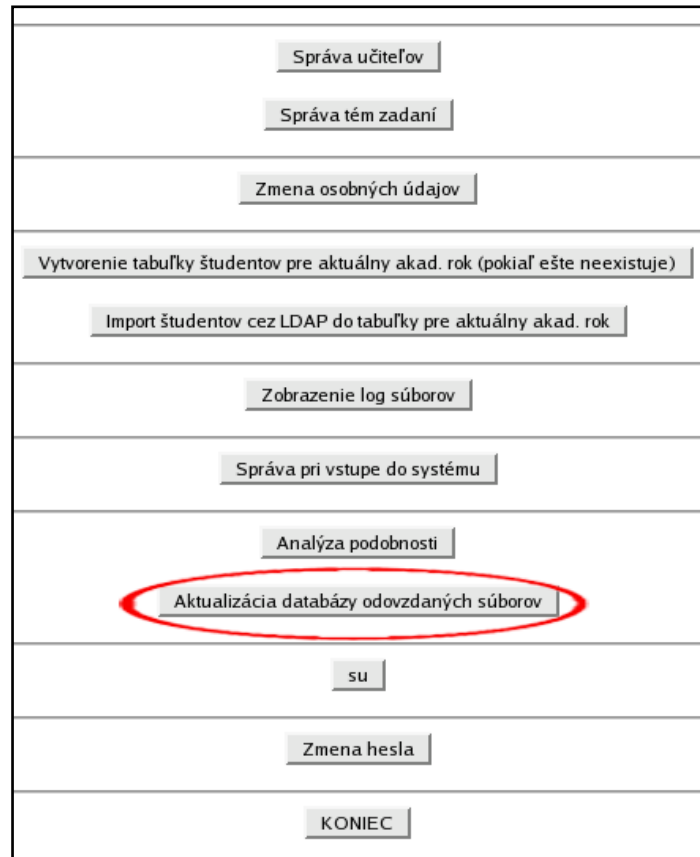 Správa učiteľov
Správa tém zadaní
Zmena osobných údajov
Vytvorenie tabuľky študentov pre aktuálny akad. rok (pokiaľ ešte neexistuje)
Import študentov cez LDAP do tabuľky pre aktuálny akad. rok
Zobrazenie log súborov
Správa pri vstupe do systému
Analýza podobnosti
Aktualizácia databázy odovzdaných súborov
su
Zmena hesla
KONIEC